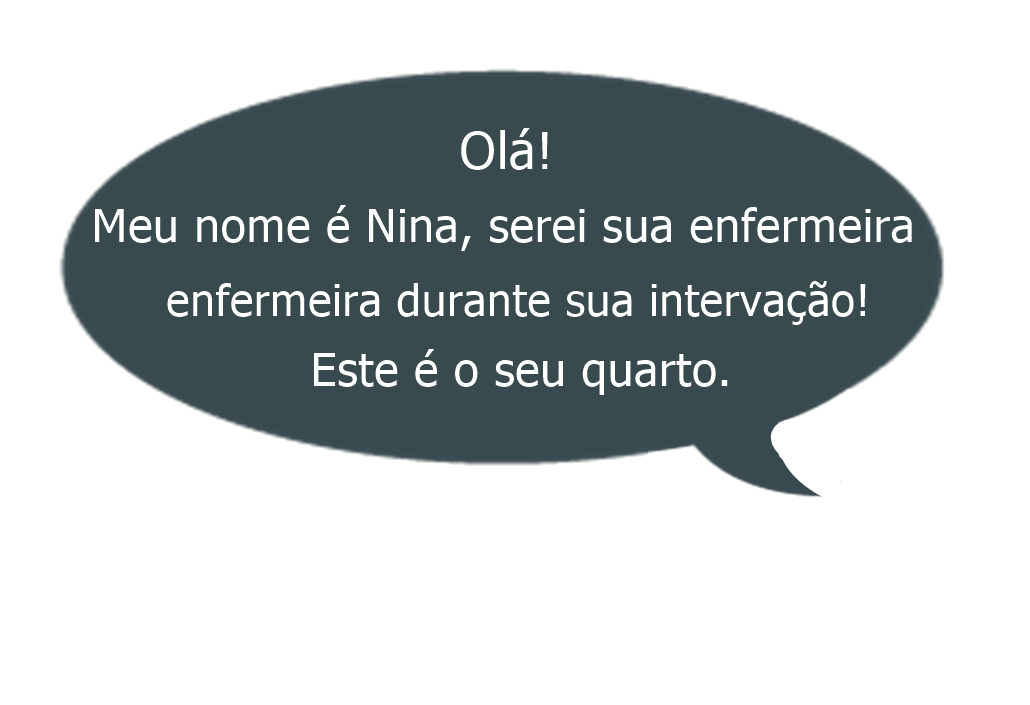 Olá!
Meu nome é Nina, serei sua enfermeira
enfermeira durante sua intervação!
Este é o seu quarto.